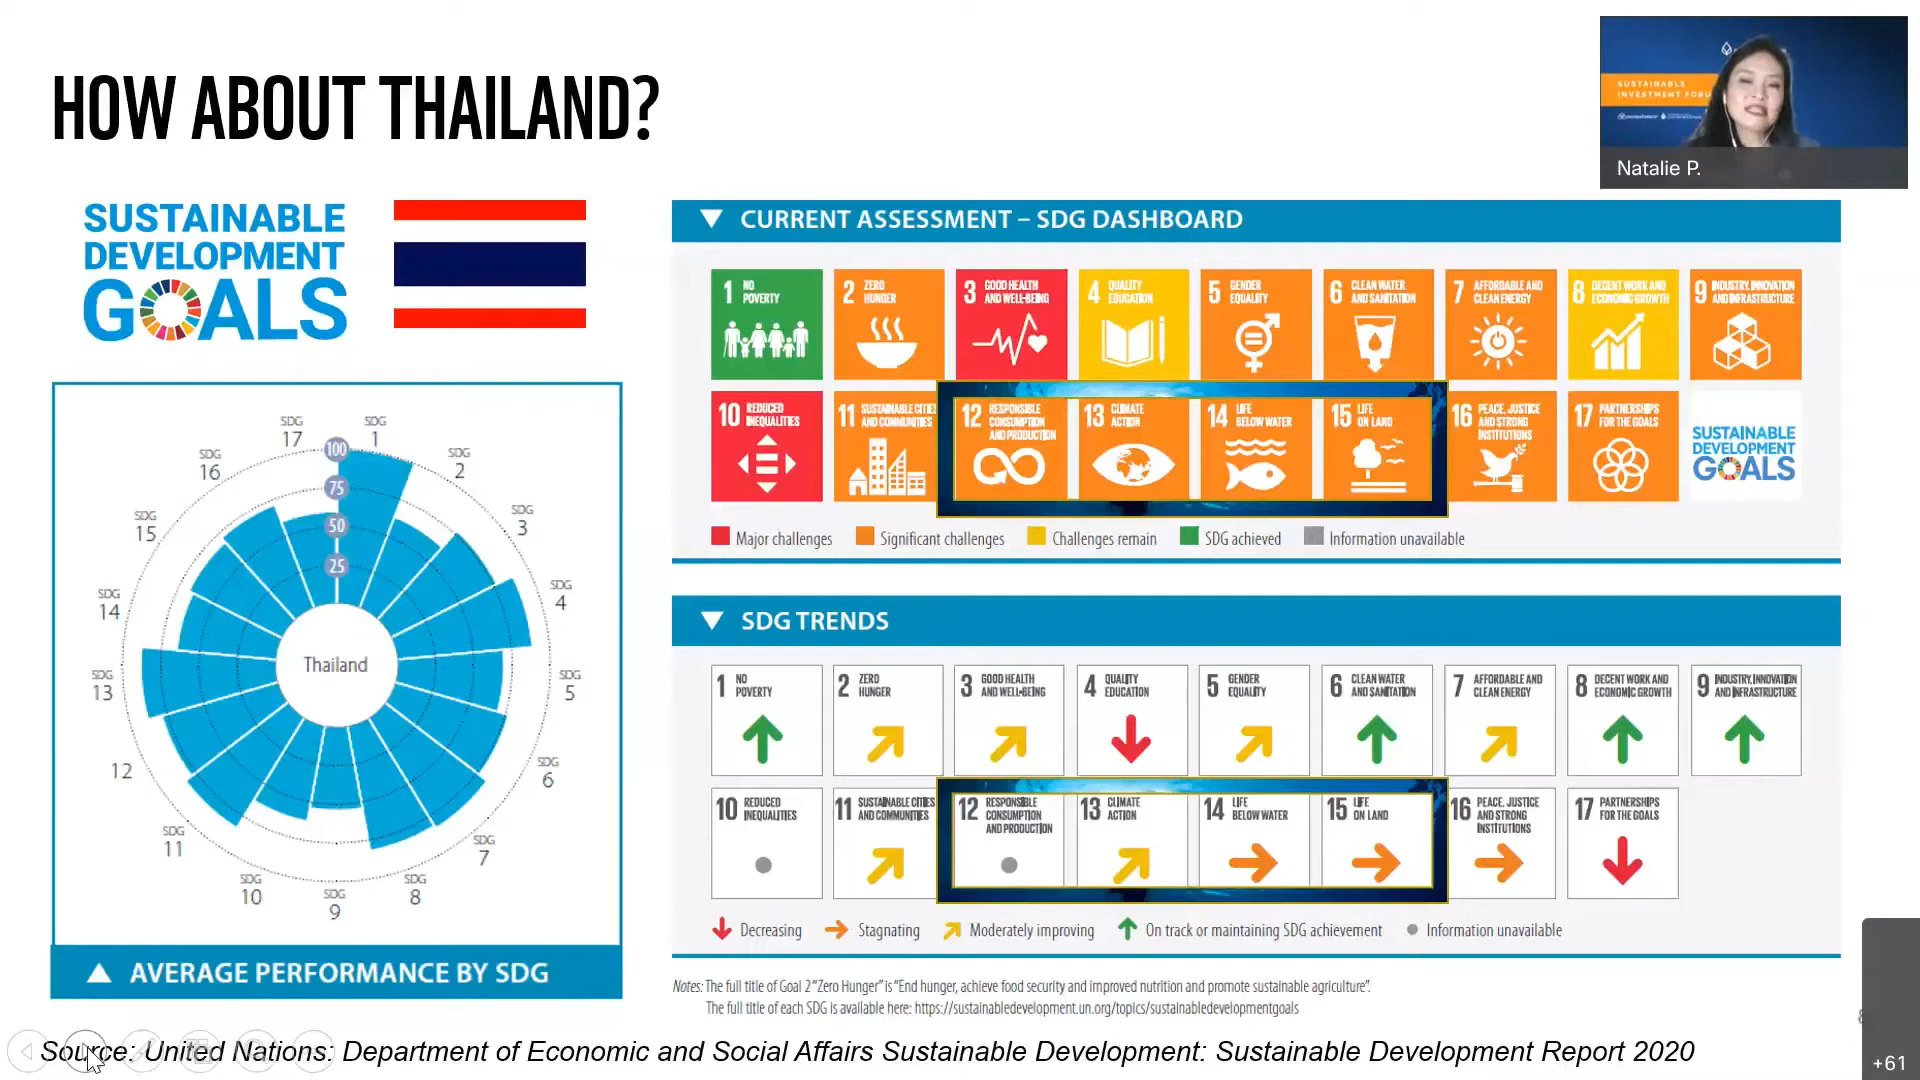 HOW ABOUT THAILAND?
SUSTAINABLE
INVESTMENT FORU
Natalie P.
SUSTAINABLE
DEVELOPMENT
GOALS
CURRENT ASSESSMENT – SDG DASHBOARD
1 NO
POVERTY
2 ZERO
HUNGER
3 GOOD HEALTH
AND WELL-BEING
4 QUALITY
EDUCATION
5 GENDER
EQUALITY
6 CLEAN WATER
AND SANITATION
7 AFFORDABLE AND
CLEAN ENERGY
8 DECENT WORK AND
ECONOMIC GROWTH
9 INDUSTRY, INNOVATION
AND INFRASTRUCTURE
10 REDUCED
INEQUALITIES
11 SUSTAINABLE CITIES
AND COMMUNITIES
12 RESPONSIBLE
CONSUMPTION
AND PRODUCTION
13 CLIMATE
ACTION
14 LIFE
BELOW WATER
15 LIFE
ON LAND
16 PEACE, JUSTICE
AND STRONG
INSTITUTIONS
17 PARTNERSHIPS
FOR THE GOALS
SUSTAINABLE
DEVELOPMENT
GOALS
Major challenges Significant challenges Challenges remain SDG achieved Information unavailable
SDG
1
SDG
2
SDG
3
SDG
4
SDG
5
SDG
6
SDG
7
SDG
8
SDG
9
SDG
10
SDG
11
12
SDG
13
SDG
14
SDG
15
SDG
16
SDG
17
100
75
50
25
Thailand
AVERAGE PERFORMANCE BY SDG
SDG TRENDS
1 NO
POVERTY
2 ZERO
HUNGER
3 GOOD HEALTH
AND WELL-BEING
4 QUALITY
EDUCATION
5 GENDER
EQUALITY
6 CLEAN WATER
AND SANITATION
7 AFFORDABLE AND
CLEAN ENERGY
8 DECENT WORK AND
ECONOMIC GROWTH
9 INDUSTRY, INNOVATION
AND INFRASTRUCTURE
10 REDUCED
INEQUALITIES
11 SUSTAINABLE CITIES
AND COMMUNITIES
12 RESPONSIBLE
CONSUMPTION
AND PRODUCTION
13 CLIMATE
ACTION
14 LIFE
BELOW WATER
15 LIFE
ON LAND
16 PEACE, JUSTICE
AND STRONG
INSTITUTIONS
17 PARTNERSHIPS
FOR THE GOALS
Decreasing Stagnating Moderately improving On track or maintaining SDG achievement Information unavailable
Notes: The full title of Goal 2 "Zero Hunger" is "End hunger, achieve food security and improved nutrition and promote sustainable agriculture".
The full title of each SDG is available here: https://sustainabledevelopment.un.org/topics/sustainabledevelopmentgoals
Source: United Nations: Department of Economic and Social Affairs Sustainable Development: Sustainable Development Report 2020
+61